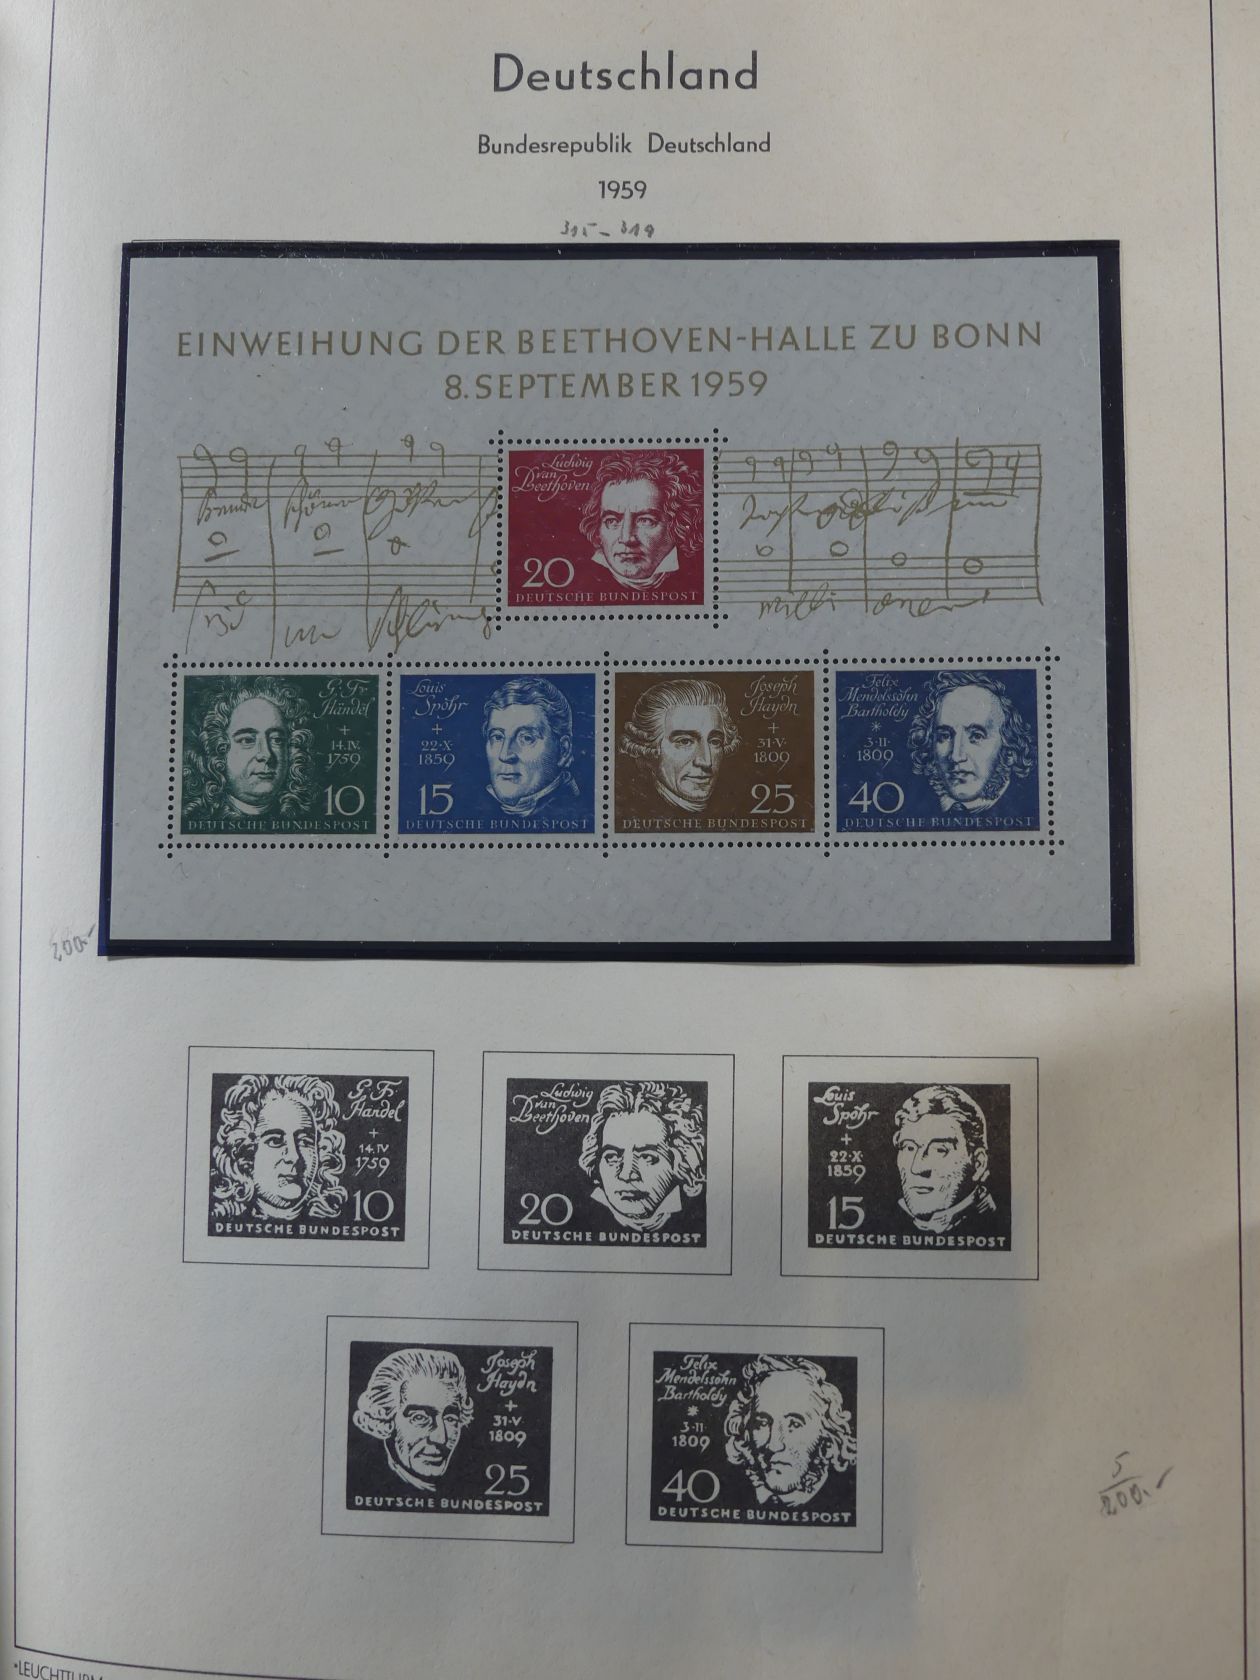 Deutschland
Bundesrepublik Deutschland
1959
315-319
EINWEIHUNG DER BEETHOVEN-HALLE ZU BONN
8. SEPTEMBER 1959
Ludwig
van
Beethoven
20
DEUTSCHE BUNDESPOST
G. Fr.
Händel
+
14.IV.
1759
10
DEUTSCHE BUNDESPOST
Louis
Spohr
+
22·X·
1859
15
DEUTSCHE BUNDESPOST
Joseph
Haydn
+
31·V·
1809
25
DEUTSCHE BUNDESPOST
Felix
Mendelssohn
Bartholdy
*
3·II·
1809
40
DEUTSCHE BUNDESPOST
200.-
G. Fr.
Händel
+
14.IV
1759
10
DEUTSCHE BUNDESPOST
Ludwig
van
Beethoven
20
DEUTSCHE BUNDESPOST
Louis
Spohr
+
22·X·
1859
15
DEUTSCHE BUNDESPOST
Joseph
Haydn
+
31·V·
1809
25
DEUTSCHE BUNDESPOST
Felix
Mendelssohn
Bartholdy
*
3·II·
1809
40
DEUTSCHE BUNDESPOST
5
200.-
*LEUCHTTURM